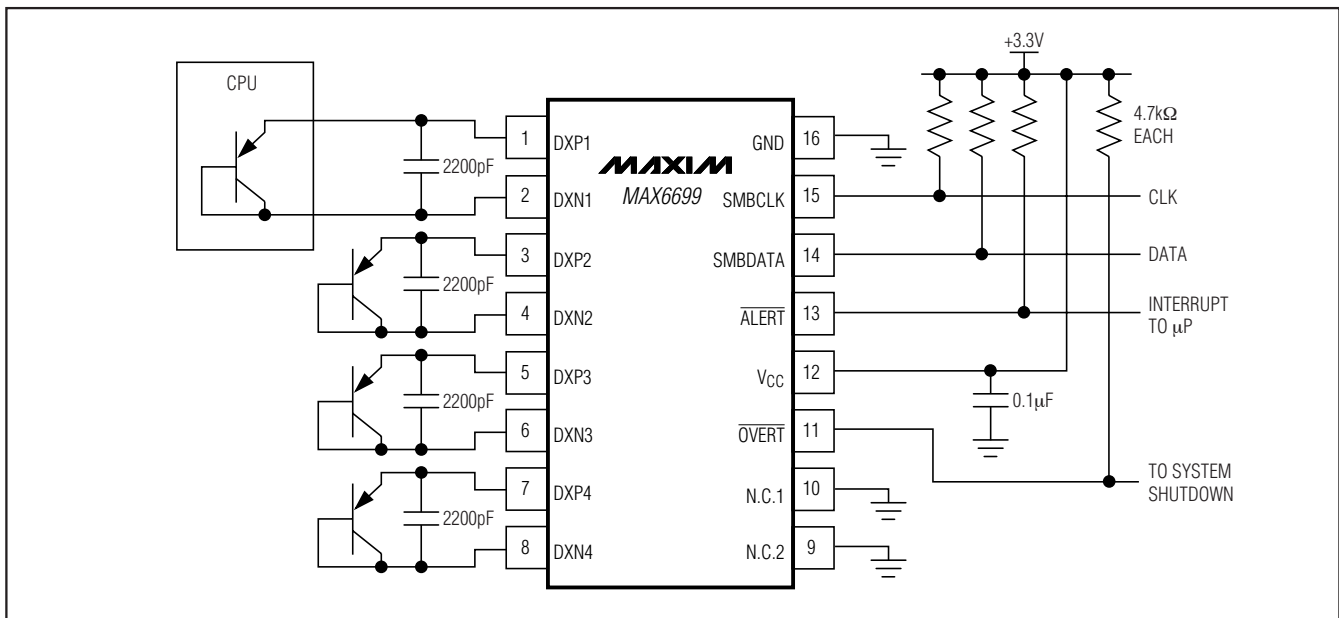 +3.3V
CPU
4.7kΩ
EACH
1
DXP1
GND
16
2200pF
MAXIM
MAX6699
2
DXN1
SMBCLK
15
CLK
3
DXP2
SMBDATA
14
DATA
2200pF
4
DXN2
ALERT
13
INTERRUPT
TO µP
5
DXP3
VCC
12
2200pF
0.1µF
6
DXN3
OVERT
11
TO SYSTEM
SHUTDOWN
7
DXP4
N.C.1
10
2200pF
8
DXN4
N.C.2
9